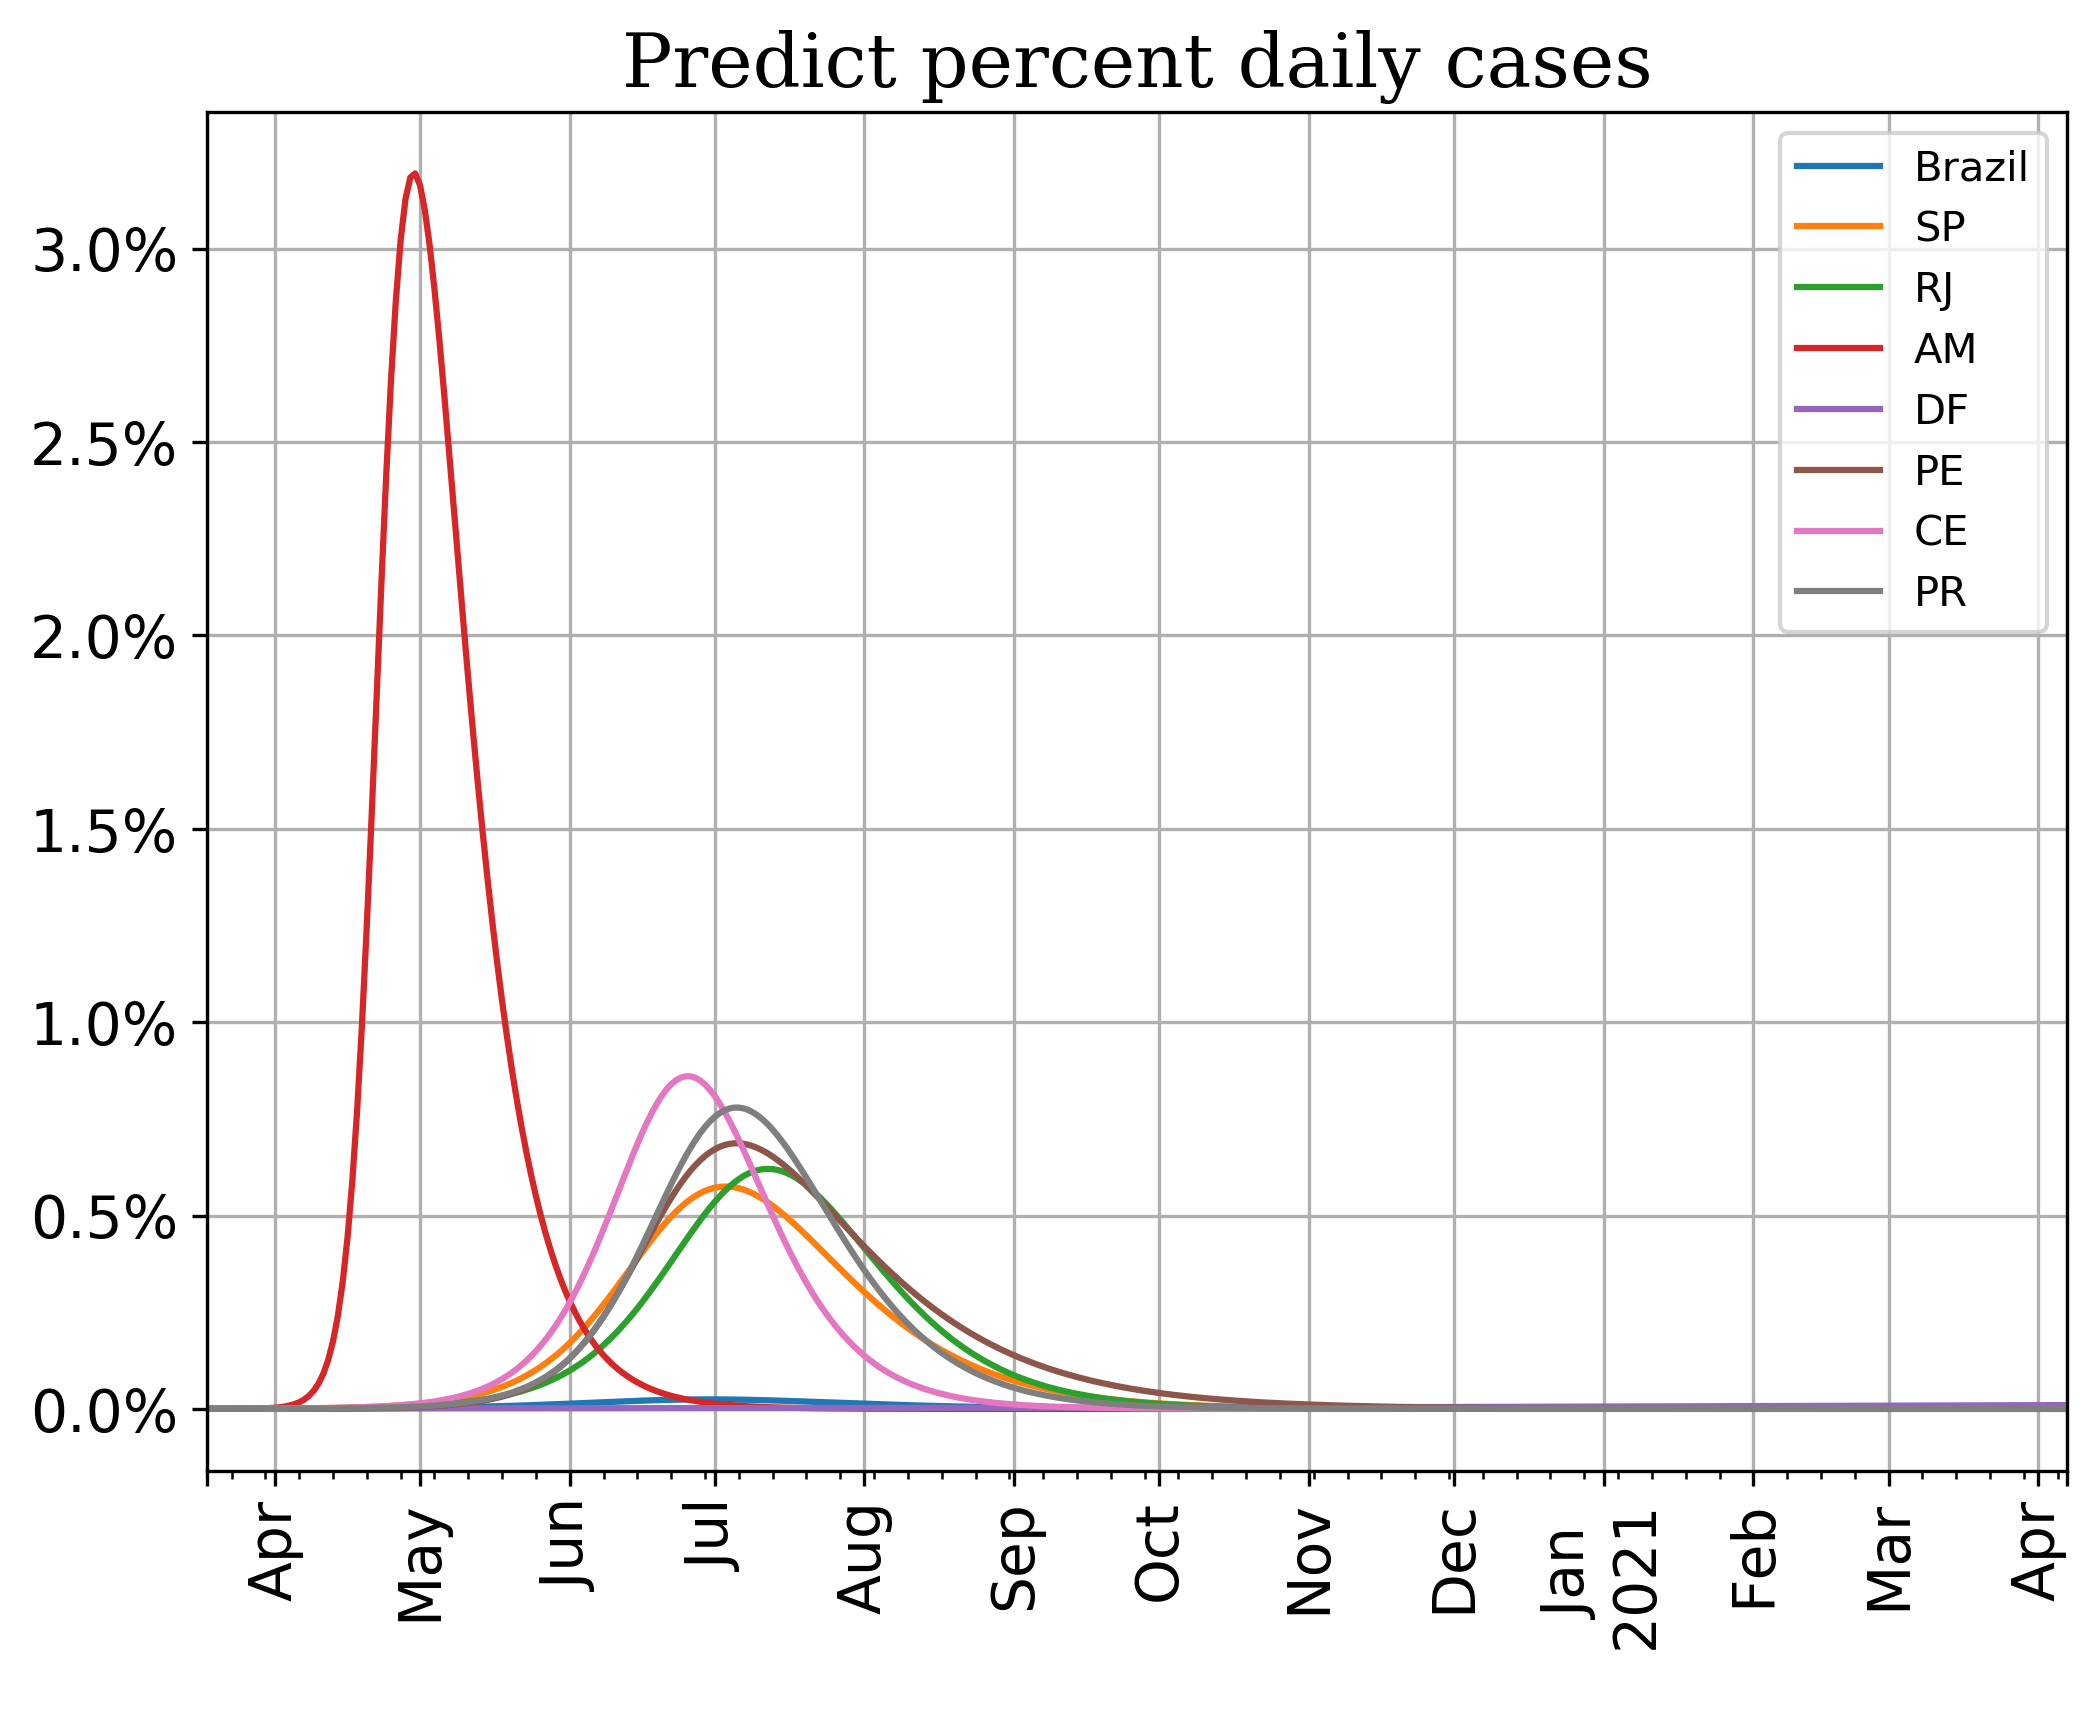 Predict percent daily cases
3.0%
2.5%
2.0%
1.5%
1.0%
0.5%
0.0%
Brazil
SP
RJ
AM
DF
PE
CE
PR
Apr
May
Jun
Jul
Aug
Sep
Oct
Nov
Dec
Jan
2021
Feb
Mar
Apr